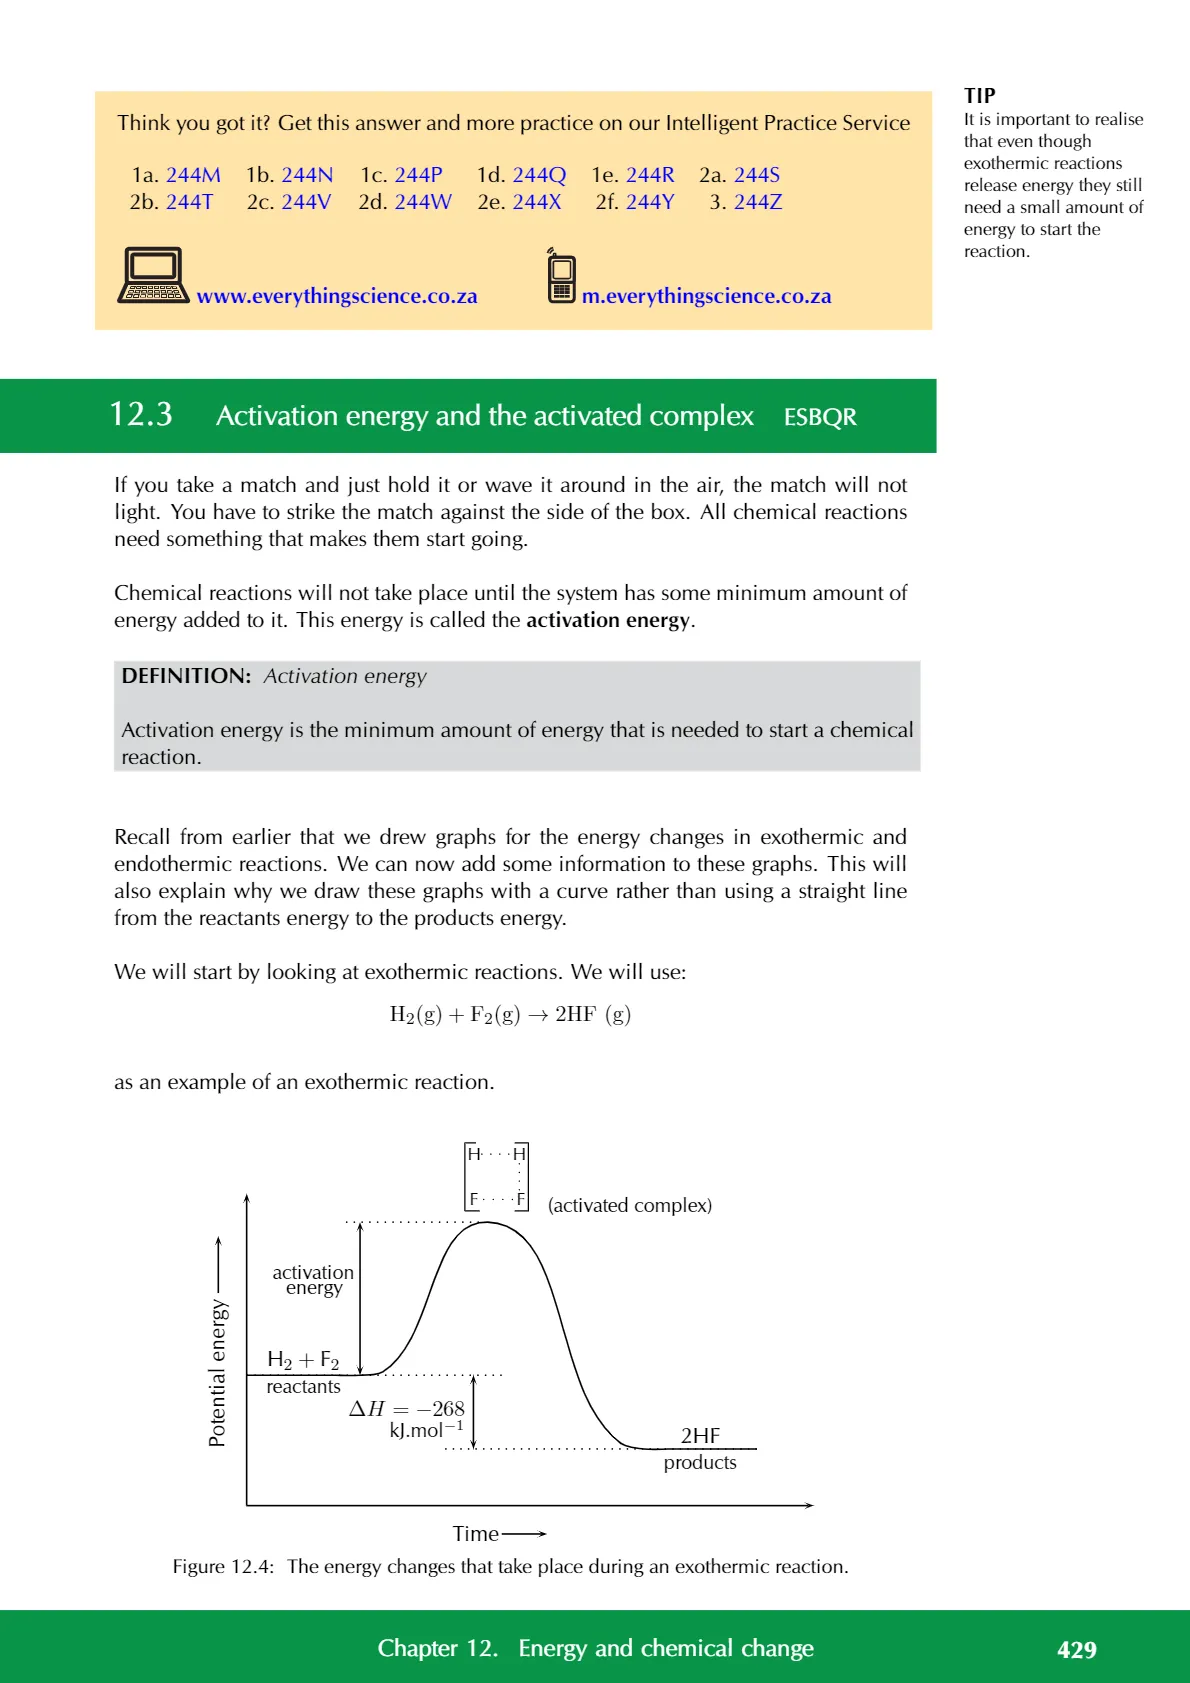 Think you got it? Get this answer and more practice on our Intelligent Practice Service
1a. 244M 1b. 244N 1c. 244P 1d. 244Q 1e. 244R 2a. 244S
2b. 244T 2c. 244V 2d. 244W 2e. 244X 2f. 244Y 3. 244Z
www.everythingscience.co.za m.everythingscience.co.za
TIP
It is important to realise
that even though
exothermic reactions
release energy they still
need a small amount of
energy to start the
reaction.
12.3 Activation energy and the activated complex ESBQR
If you take a match and just hold it or wave it around in the air, the match will not
light. You have to strike the match against the side of the box. All chemical reactions
need something that makes them start going.
Chemical reactions will not take place until the system has some minimum amount of
energy added to it. This energy is called the activation energy.
DEFINITION: Activation energy
Activation energy is the minimum amount of energy that is needed to start a chemical
reaction.
Recall from earlier that we drew graphs for the energy changes in exothermic and
endothermic reactions. We can now add some information to these graphs. This will
also explain why we draw these graphs with a curve rather than using a straight line
from the reactants energy to the products energy.
We will start by looking at exothermic reactions. We will use:
H₂(g) + F₂(g) → 2HF (g)
as an example of an exothermic reaction.
H····H
F····F
(activated complex)
activation
energy
Potential energy
H₂ + F₂
reactants
ΔH = −268
kJ.mol⁻¹
2HF
products
Time
Figure 12.4: The energy changes that take place during an exothermic reaction.
Chapter 12. Energy and chemical change 429